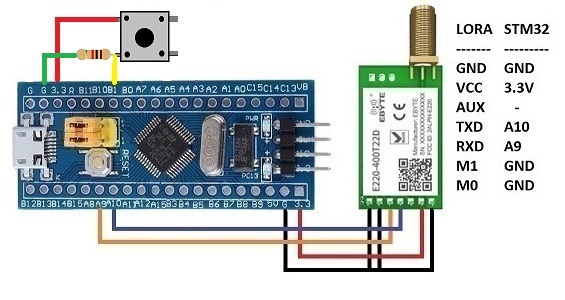 LORA STM32
------- ---------
GND GND
VCC 3.3V
AUX -
TXD A10
RXD A9
M1 GND
M0 GND
G G 3.3 R B11 B10 B1 B0 A7 A6 A5 A4 A3 A2 A1 A0 C15 C14 C13 VB
PWR
RESET
PC13
B12 B13 B14 B15 A8 A9 A10 A11 A12 A15 B3 B4 B5 B6 B7 B8 B9 5V G 3.3
E220-400T22D
CE
Manufacturer: EBYTE
EBYTE